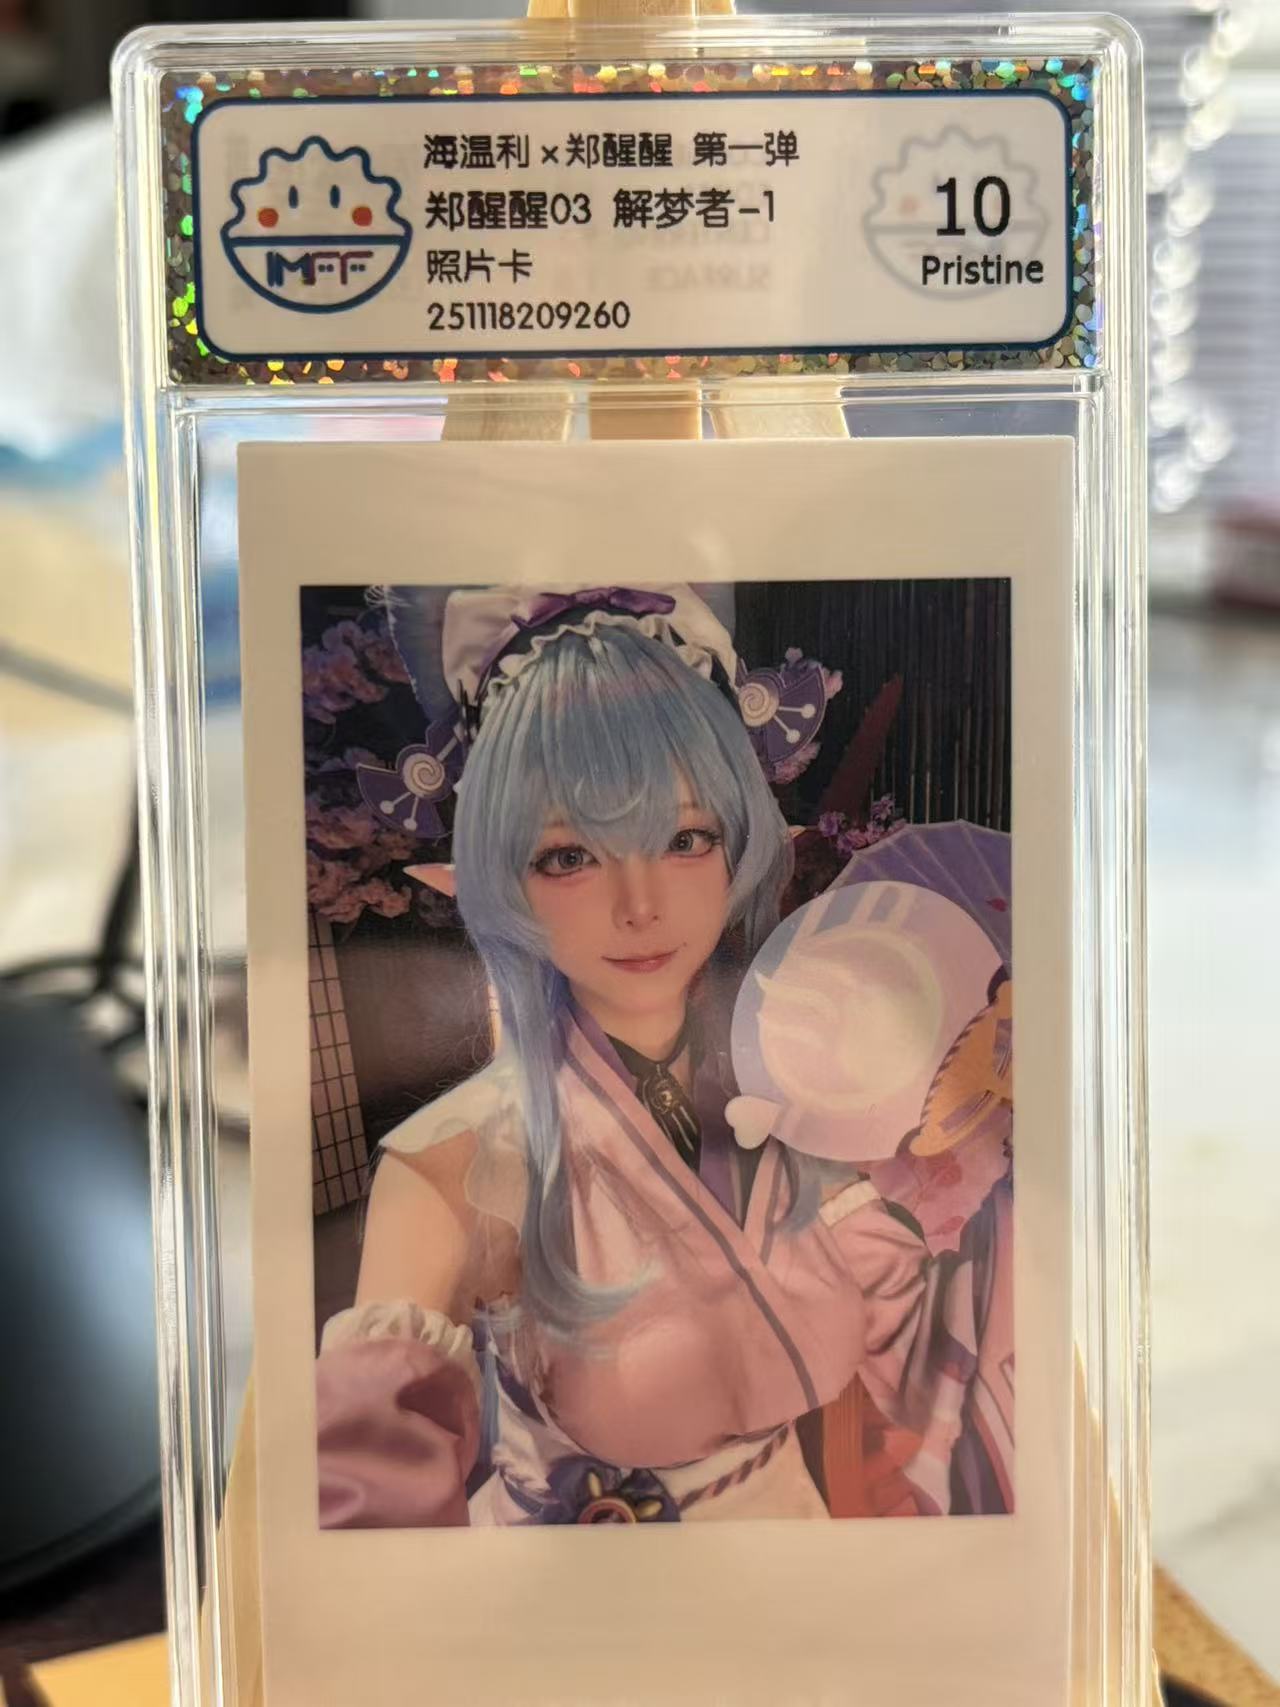 海温利×郑醒醒 第一弹
郑醒醒03 解梦者-1
照片卡
251118209260
IMFF
10
Pristine
SURFACE